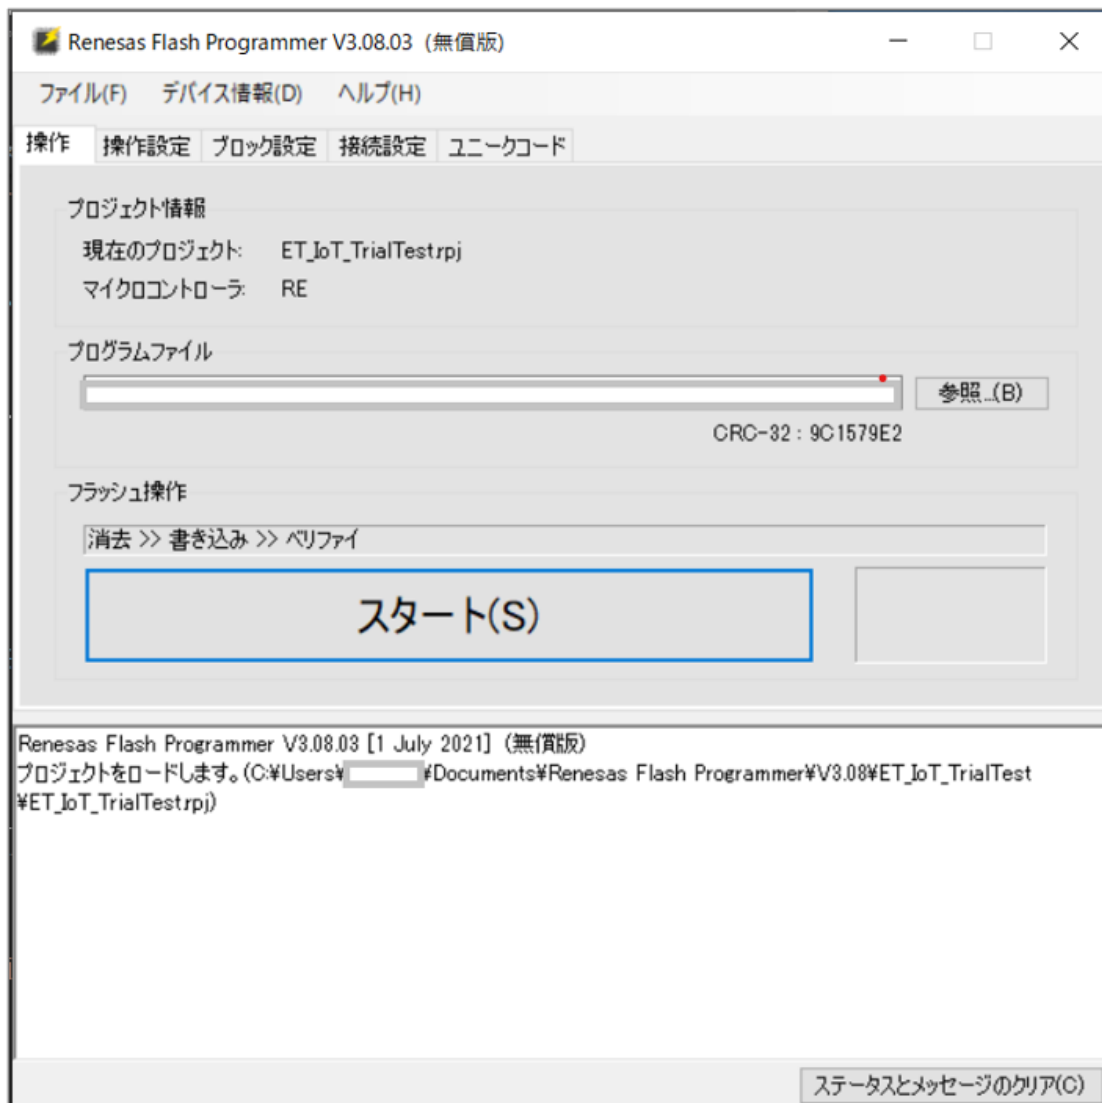 Renesas Flash Programmer V3.08.03 (無償版)
ファイル(F) デバイス情報(D) ヘルプ(H)
操作 操作設定 ブロック設定 接続設定 ユニークコード
プロジェクト情報
現在のプロジェクト: ET_IoT_TrialTest.rpj
マイクロコントローラ: RE
プログラムファイル
参照...(B)
CRC-32 : 9C1579E2
フラッシュ操作
消去 >> 書き込み >> ベリファイ
スタート(S)
Renesas Flash Programmer V3.08.03 [1 July 2021] (無償版)
プロジェクトをロードします。(C:¥Users¥ ¥Documents¥Renesas Flash Programmer¥V3.08¥ET_IoT_TrialTest
¥ET_IoT_TrialTest.rpj)
ステータスとメッセージのクリア(C)